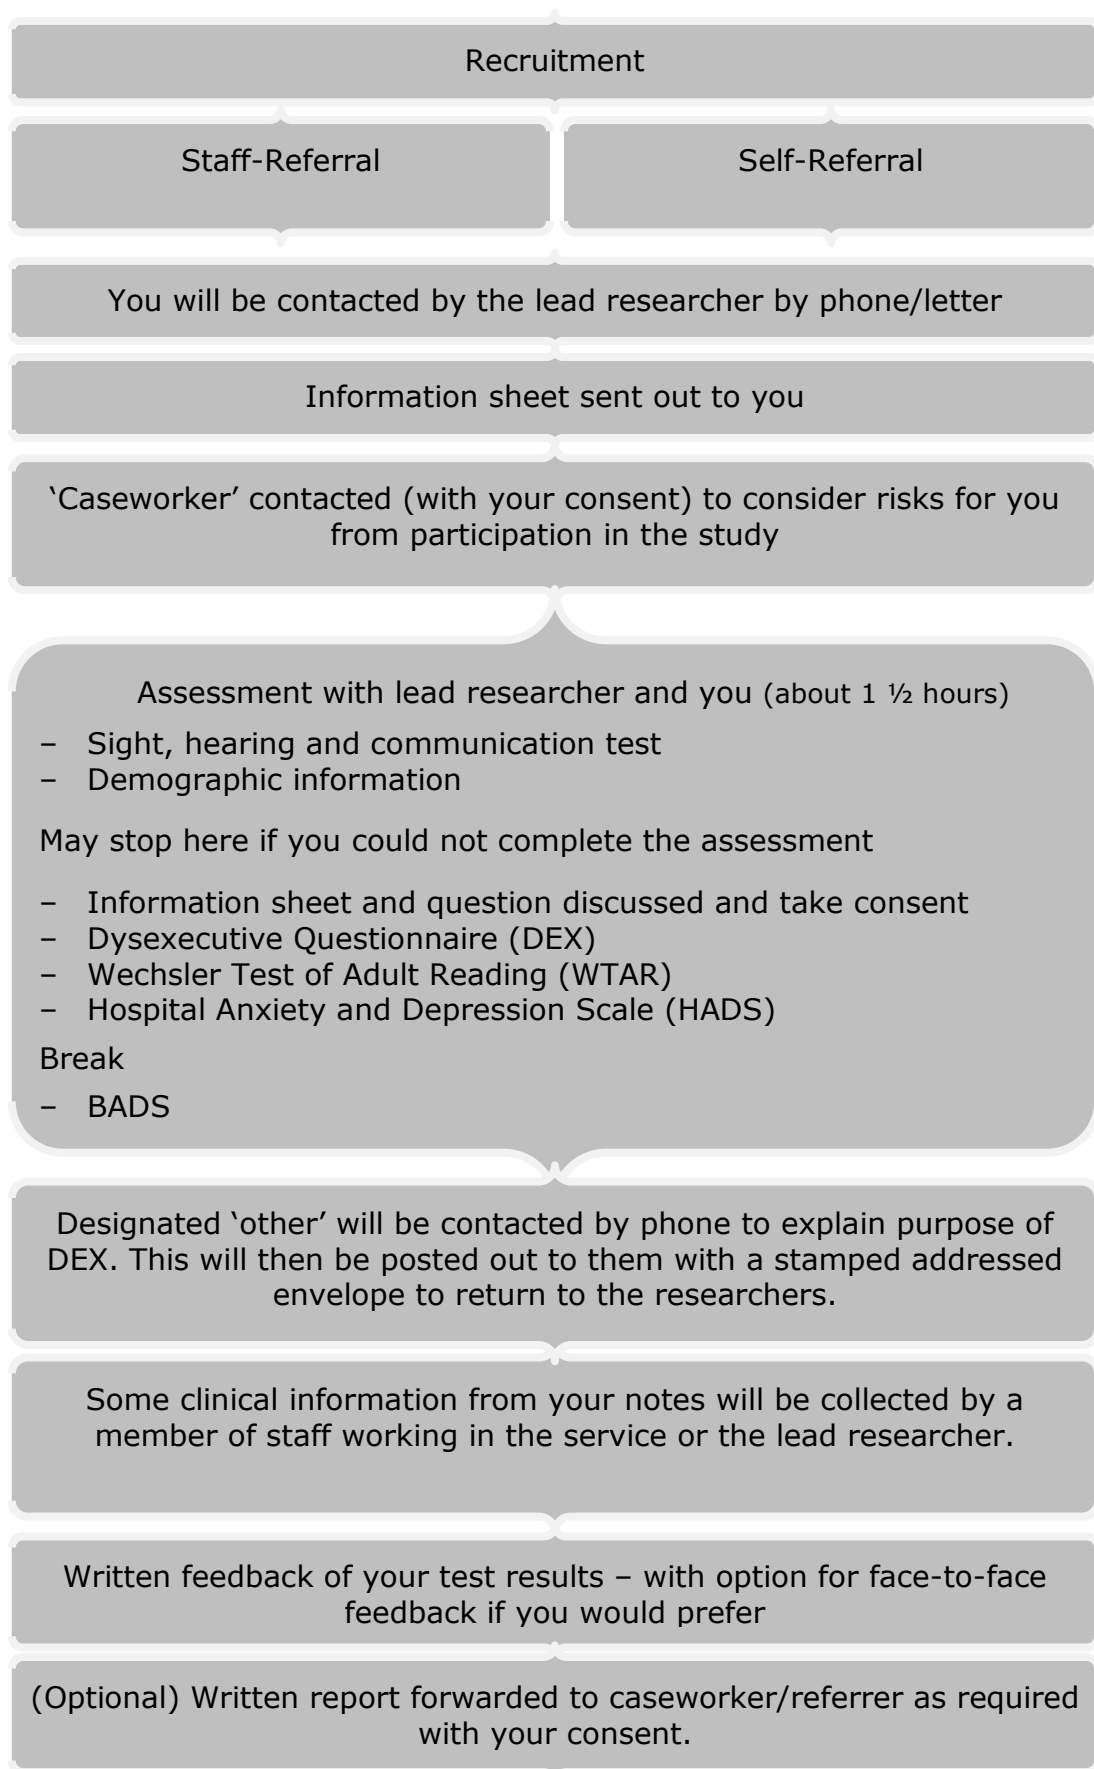 Recruitment
Staff-Referral
Self-Referral
You will be contacted by the lead researcher by phone/letter
Information sheet sent out to you
‘Caseworker’ contacted (with your consent) to consider risks for you
from participation in the study
Assessment with lead researcher and you (about 1 ½ hours)
– Sight, hearing and communication test
– Demographic information
May stop here if you could not complete the assessment
– Information sheet and question discussed and take consent
– Dysexecutive Questionnaire (DEX)
– Wechsler Test of Adult Reading (WTAR)
– Hospital Anxiety and Depression Scale (HADS)
Break
– BADS
Designated ‘other’ will be contacted by phone to explain purpose of
DEX. This will then be posted out to them with a stamped addressed
envelope to return to the researchers.
Some clinical information from your notes will be collected by a
member of staff working in the service or the lead researcher.
Written feedback of your test results – with option for face-to-face
feedback if you would prefer
(Optional) Written report forwarded to caseworker/referrer as required
with your consent.